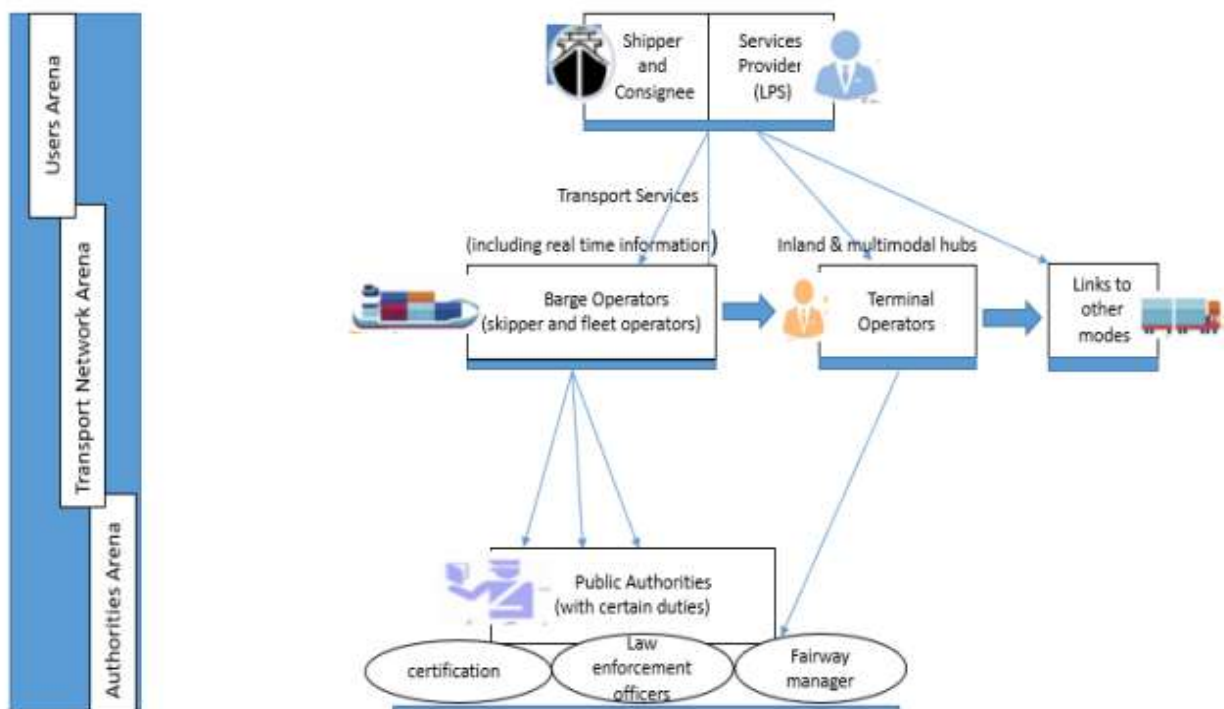 Users Arena
Transport Network Arena
Authorities Arena
Shipper
and
Consignee
Services
Provider
(LPS)
Transport Services
(including real time information)
Inland & multimodal hubs
Barge Operators
(skipper and fleet operators)
Terminal
Operators
Links to
other
modes
Public Authorities
(with certain duties)
certification
Law
enforcement
officers
Fairway
manager